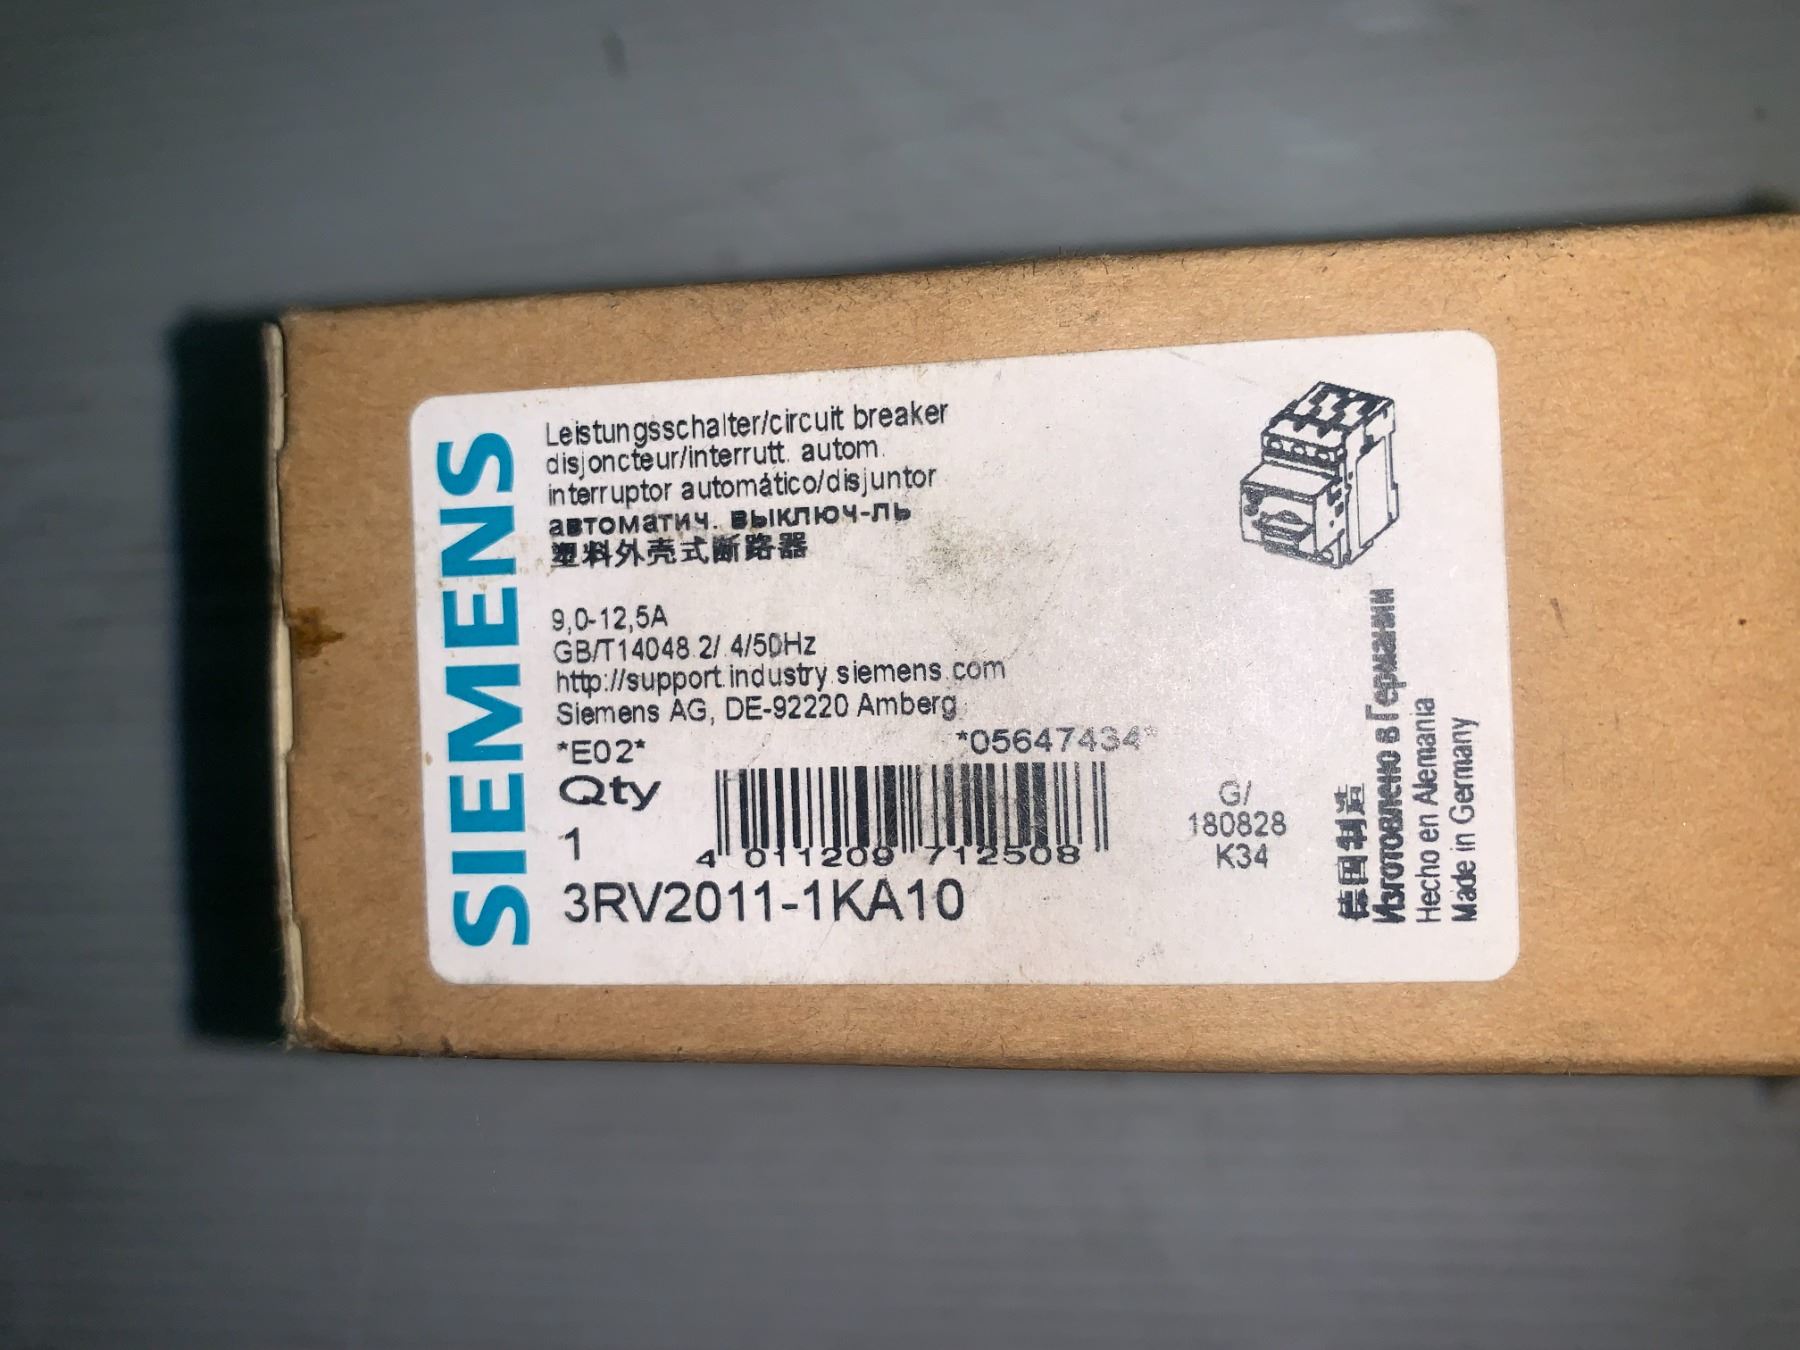 SIEMENS
Leistungsschalter/circuit breaker
disjoncteur/interrutt. autom.
interruptor automático/disjuntor
автоматич. выключ-ль
塑料外壳式断路器
9,0-12,5A
GB/T14048.2/.4/50Hz
http://support.industry.siemens.com
Siemens AG, DE-92220 Amberg
*E02* *05647434*
Qty
1
4 011209 712508
3RV2011-1KA10
G/
180828
K34
德国制造
Изготовлено в Германии
Hecho en Alemania
Made in Germany